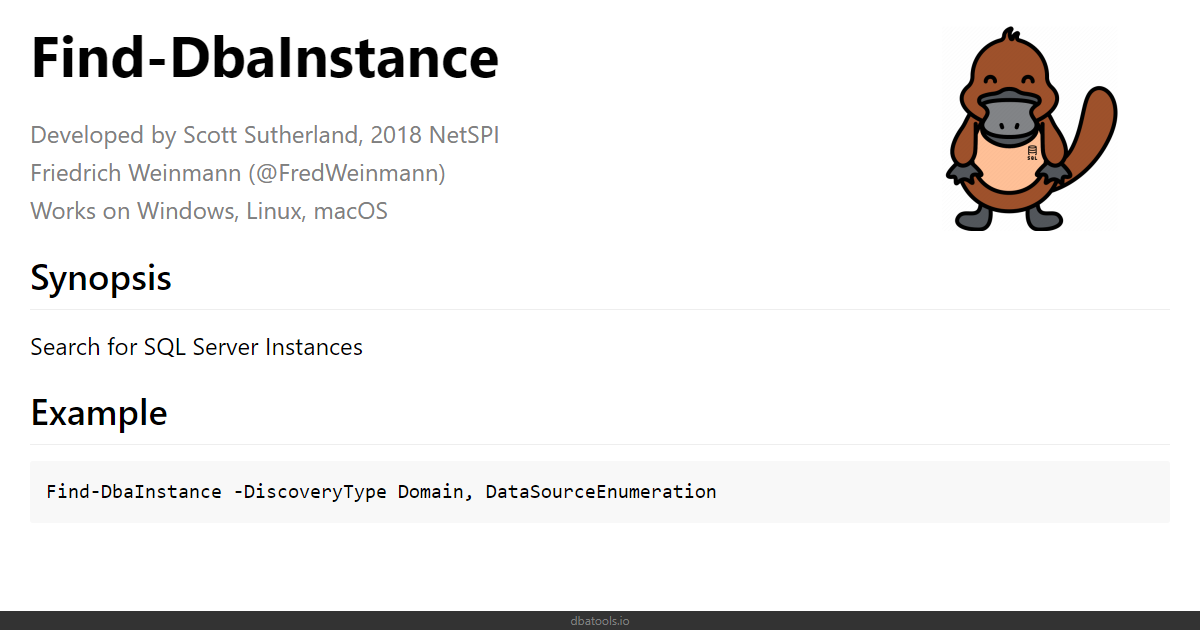 Find-DbaInstance
Developed by Scott Sutherland, 2018 NetSPI
Friedrich Weinmann (@FredWeinmann)
Works on Windows, Linux, macOS
SQL
Synopsis
Search for SQL Server Instances
Example
Find-DbaInstance -DiscoveryType Domain, DataSourceEnumeration
dbatools.io